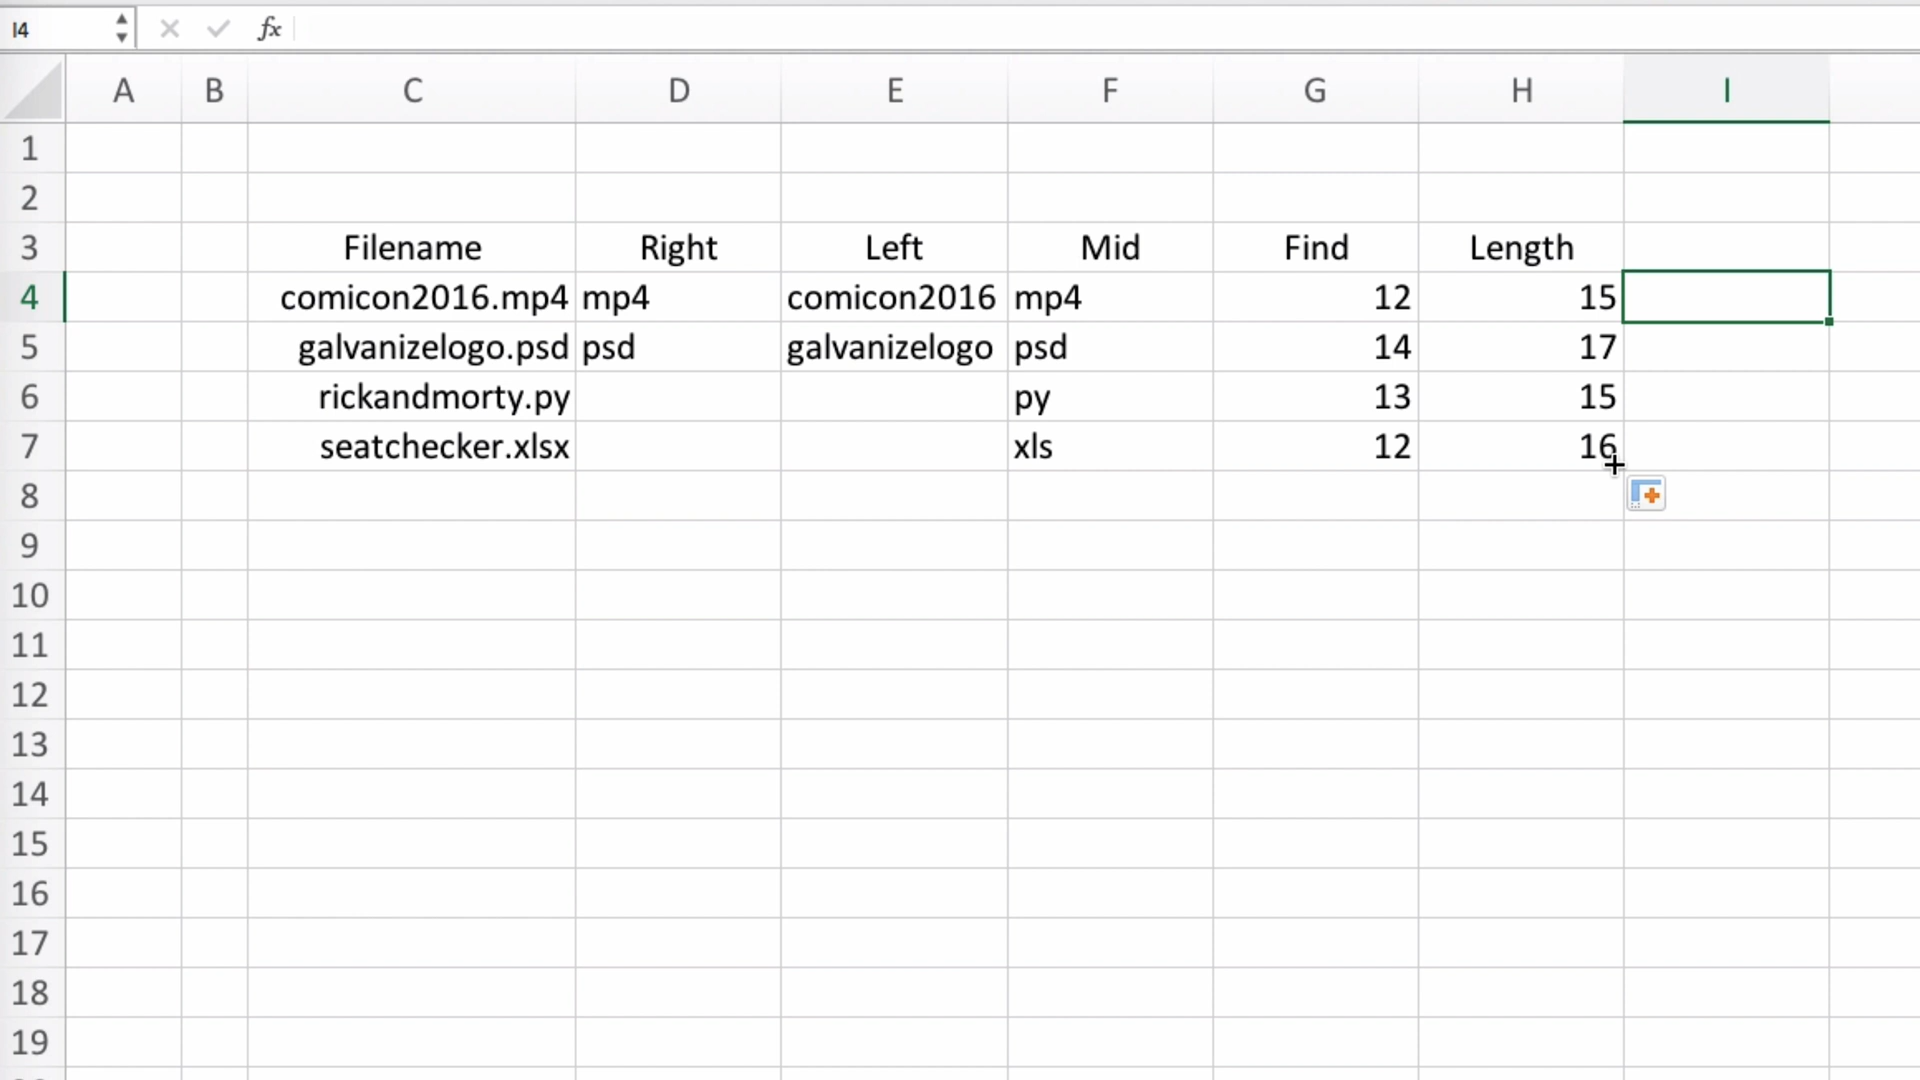 I4 fx
A B C D E F G H I
1
2
3 Filename Right Left Mid Find Length
4 comicon2016.mp4 mp4 comicon2016 mp4 12 15
5 galvanizelogo.psd psd galvanizelogo psd 14 17
6 rickandmorty.py py 13 15
7 seatchecker.xlsx xls 12 16
8
9
10
11
12
13
14
15
16
17
18
19